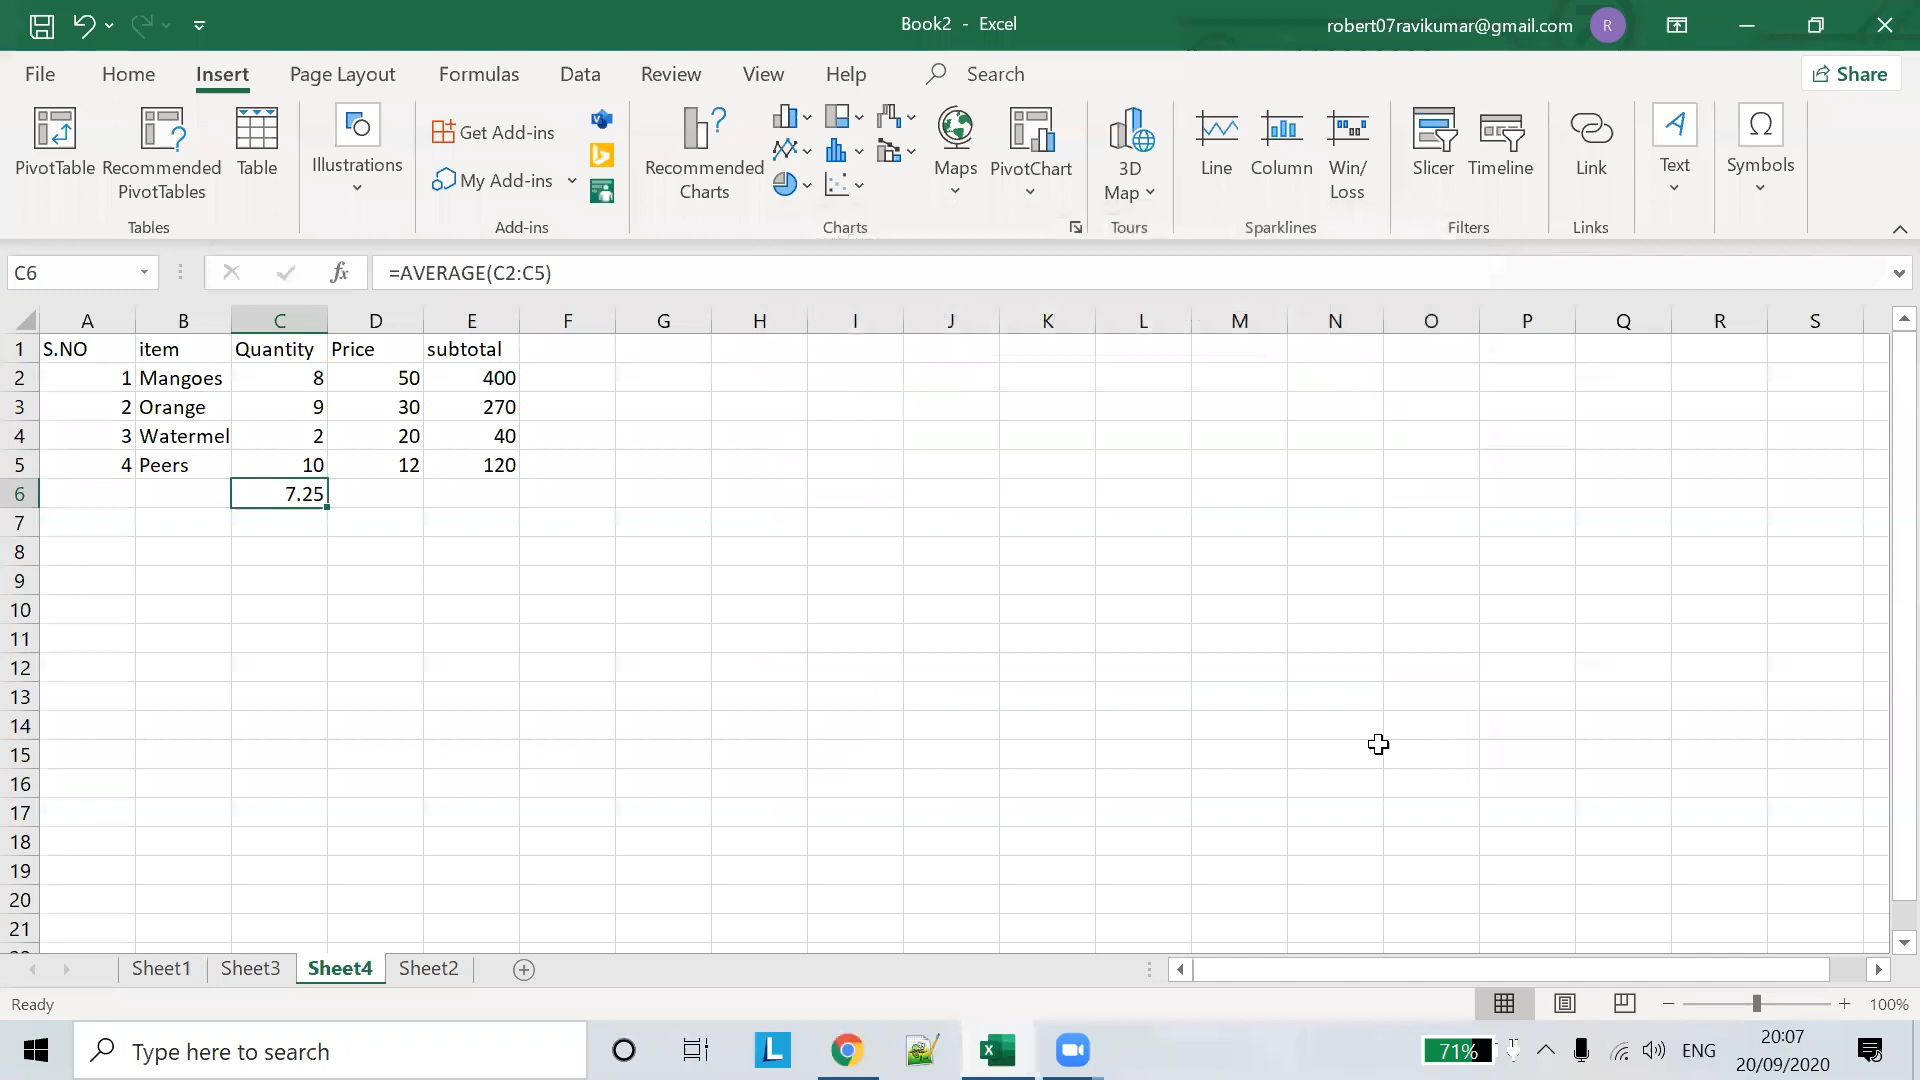 Book2 - Excel
robert07ravikumar@gmail.com
R
File Home Insert Page Layout Formulas Data Review View Help Search Share
PivotTable
Recommended
PivotTables
Table
Tables
Illustrations
Get Add-ins
My Add-ins
Add-ins
Recommended
Charts
Maps
PivotChart
Charts
3D
Map
Tours
Line
Column
Win/
Loss
Sparklines
Slicer
Timeline
Filters
Link
Links
Text
Symbols
C6 fx =AVERAGE(C2:C5)
A B C D E F G H I J K L M N O P Q R S
1 S.NO item Quantity Price subtotal
2 1 Mangoes 8 50 400
3 2 Orange 9 30 270
4 3 Watermel 2 20 40
5 4 Peers 10 12 120
6 7.25
7
8
9
10
11
12
13
14
15
16
17
18
19
20
21
Sheet1 Sheet3 Sheet4 Sheet2
Ready 100%
Type here to search
L
71% ENG 20:07
20/09/2020